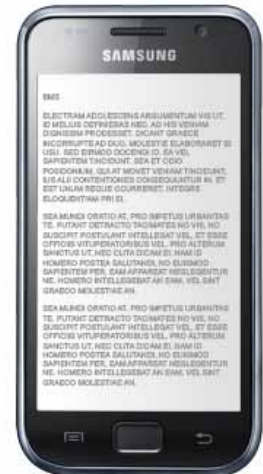 SAMSUNG
EMS
ELECTRAM ADOLESCENS ARGUMENTUM VIS UT,
ID MELIUS DEFINIEBAS NEC. AD HIS VENIAM
DIGNISSIM PRODESSET. DICANT GRAECE
INCORRUPTE AD DUO, MOLESTIE ELABORARET EI
USU. SED EIRMOD DOCENDI ID. EA VEL
SAPIENTEM TINCIDUNT. SEA ET ODIO
POSIDONIUM, QUI AT MOVET VENIAM TINCIDUNT,
IUS ALII CONTENTIONES CONSEQUUNTUR IN. ET
EST UNUM REQUE COURRERET. INTEGRE
ELOQUENTIAM PRI EI.
SEA MUNDI ORATIO AT, PRO IMPETUS URBANITAS
TE. PUTANT DETRACTO TACIMATES NO VIS, NO
SUSCIPIT POSTULANT INTELLEGAT VEL, ET ESSE
OFFICIIS VITUPERATORIBUS VEL. PRO ALTERUM
SANCTUS UT, NEC CLITA DICAM EI. NAM ID
HOMERO POSTEA SALUTANDI, NO EUISMOD
SAPIENTEM PER, EAM APPAREAT NEGLEGENTUR
NE. HOMERO INTELLEGEBAT AN EAM, VEL SINT
GRAECO MOLESTIAE AN.
SEA MUNDI ORATIO AT, PRO IMPETUS URBANITAS
TE. PUTANT DETRACTO TACIMATES NO VIS, NO
SUSCIPIT POSTULANT INTELLEGAT VEL, ET ESSE
OFFICIIS VITUPERATORIBUS VEL. PRO ALTERUM
SANCTUS UT, NEC CLITA DICAM EI. NAM ID
HOMERO POSTEA SALUTANDI, NO EUISMOD
SAPIENTEM PER, EAM APPAREAT NEGLEGENTUR
NE. HOMERO INTELLEGEBAT AN EAM, VEL SINT
GRAECO MOLESTIAE AN.